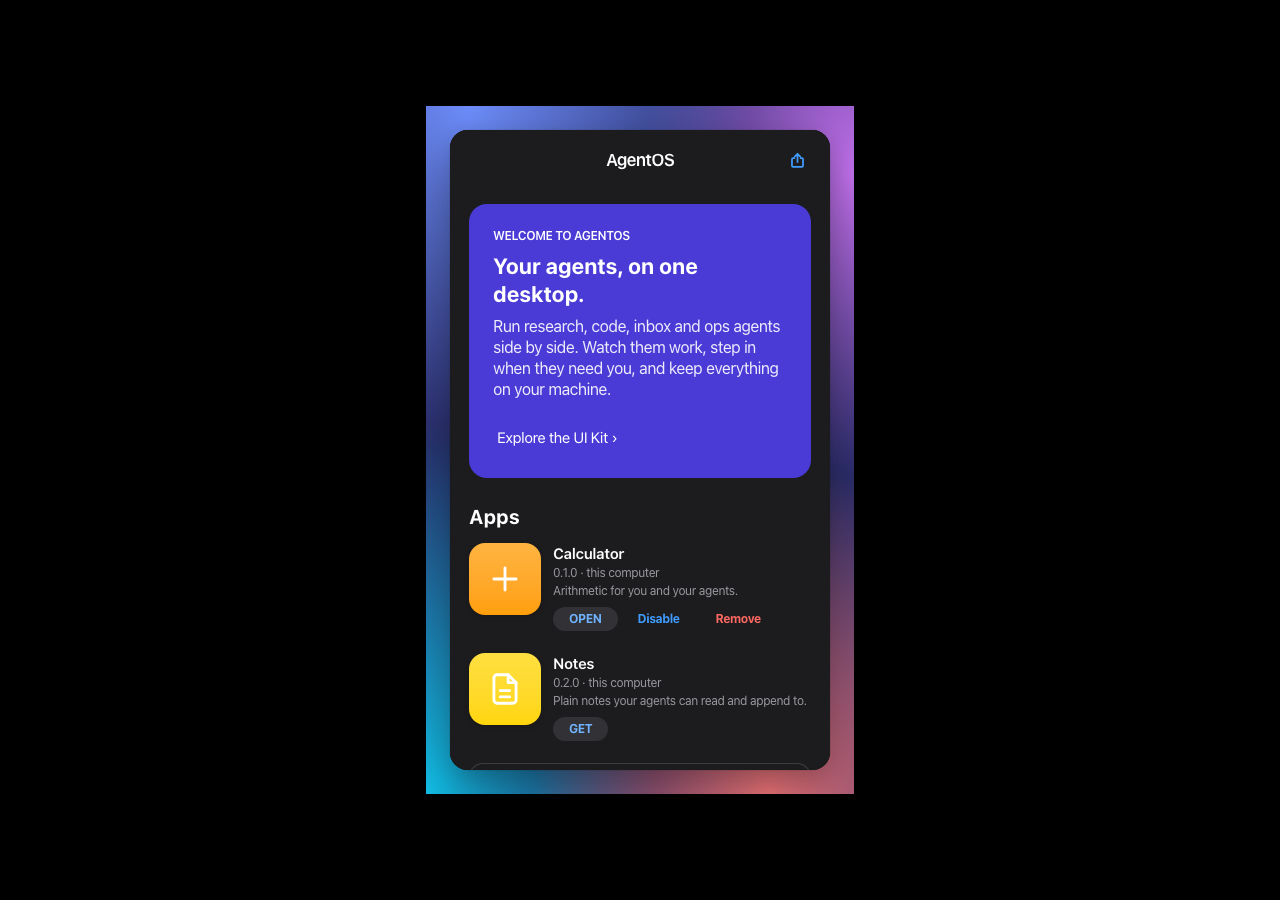 AgentOS
WELCOME TO AGENTOS
Your agents, on one
desktop.
Run research, code, inbox and ops agents
side by side. Watch them work, step in
when they need you, and keep everything
on your machine.
Explore the UI Kit ›
Apps
Calculator
0.1.0 · this computer
Arithmetic for you and your agents.
OPEN Disable Remove
Notes
0.2.0 · this computer
Plain notes your agents can read and append to.
GET